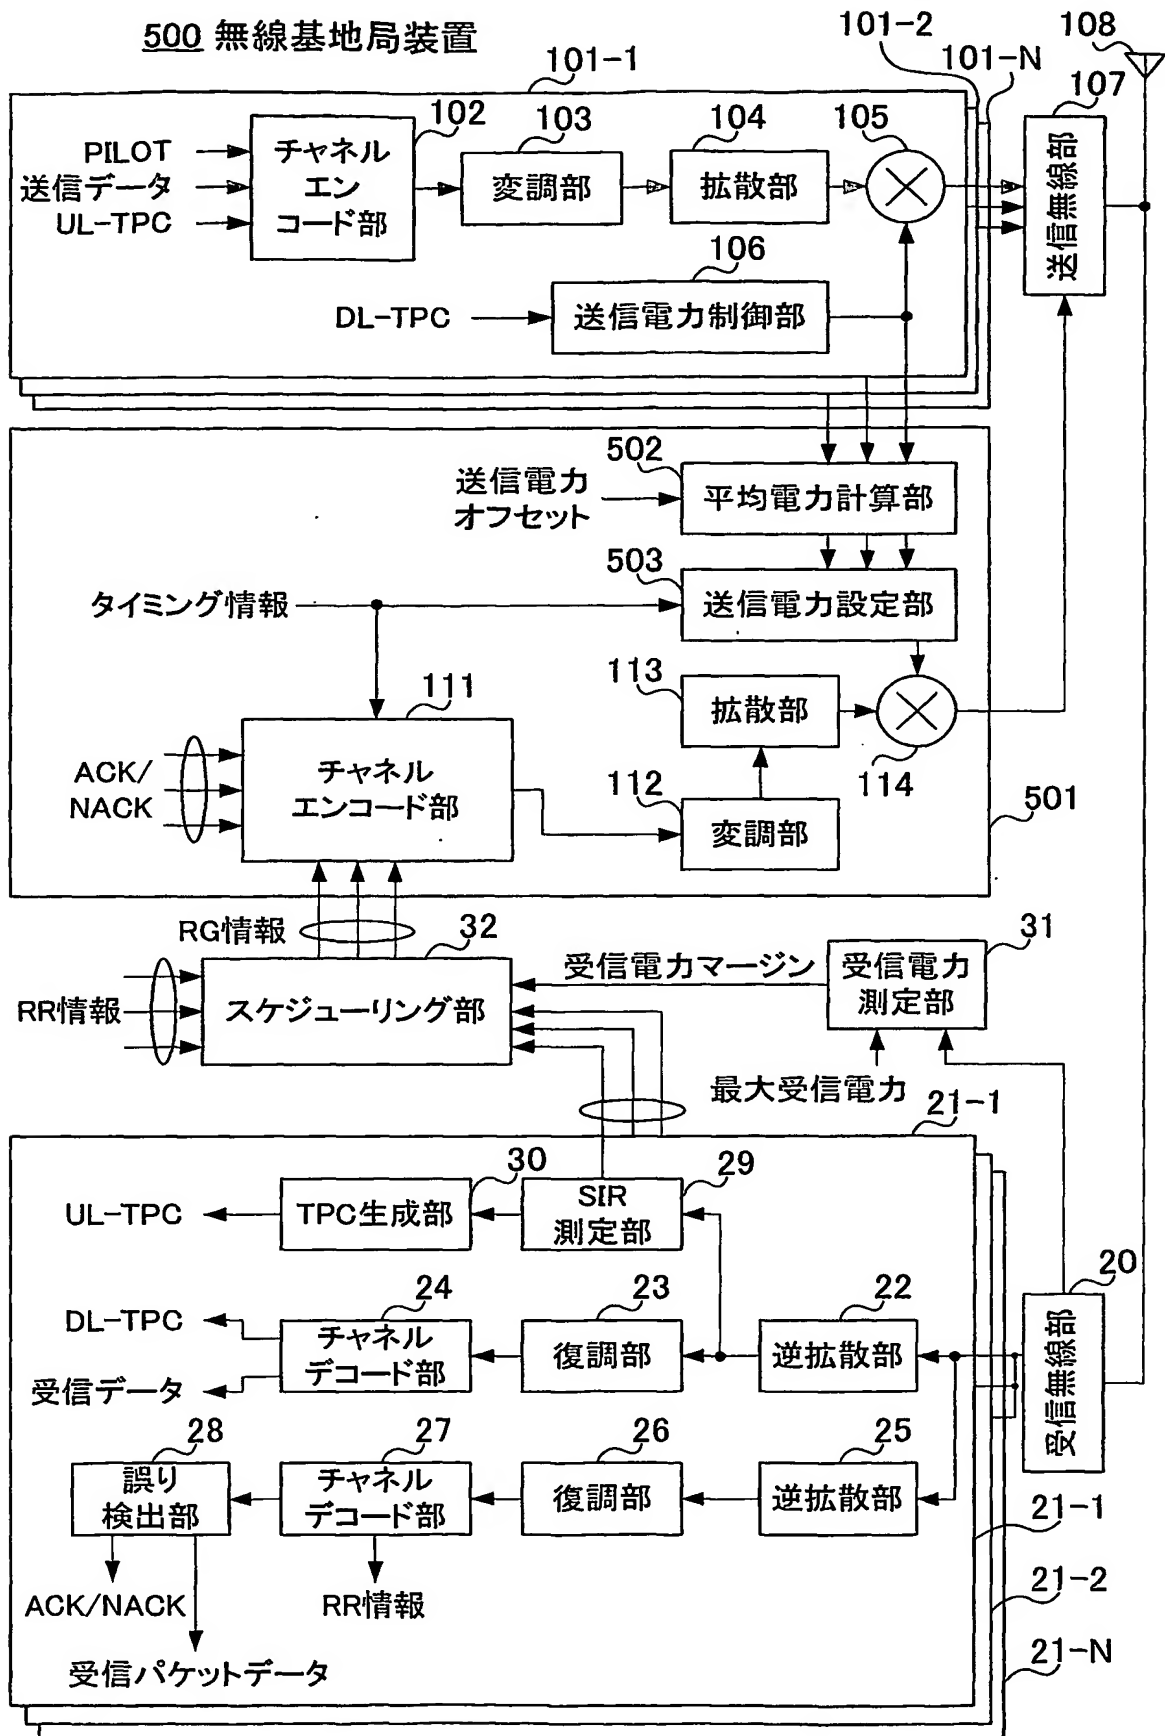 500 無線基地局装置
101-1
101-2
101-N
108
107
PILOT
送信データ
UL-TPC
チャネル
エン
コード部
102
変調部
103
拡散部
104
105
送信無線部
DL-TPC
送信電力制御部
106
送信電力
オフセット
502
平均電力計算部
503
送信電力設定部
タイミング情報
113
拡散部
114
111
ACK/
NACK
チャネル
エンコード部
112
変調部
501
RG情報
32
RR情報
スケジューリング部
受信電力マージン
31
受信電力
測定部
最大受信電力
21-1
UL-TPC
30
TPC生成部
29
SIR
測定部
20
受信無線部
DL-TPC
受信データ
24
チャネル
デコード部
23
復調部
22
逆拡散部
28
誤り
検出部
27
チャネル
デコード部
26
復調部
25
逆拡散部
21-1
21-2
21-N
ACK/NACK
RR情報
受信パケットデータ